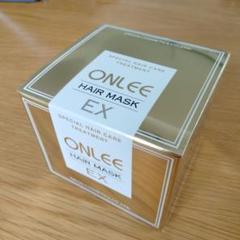 SPECIAL HAIR CARE
TREATMENT
ONLEE
HAIR MASK
EX
SPECIAL HAIR CARE
TREATMENT
ONLEE
HAIR MASK
EX